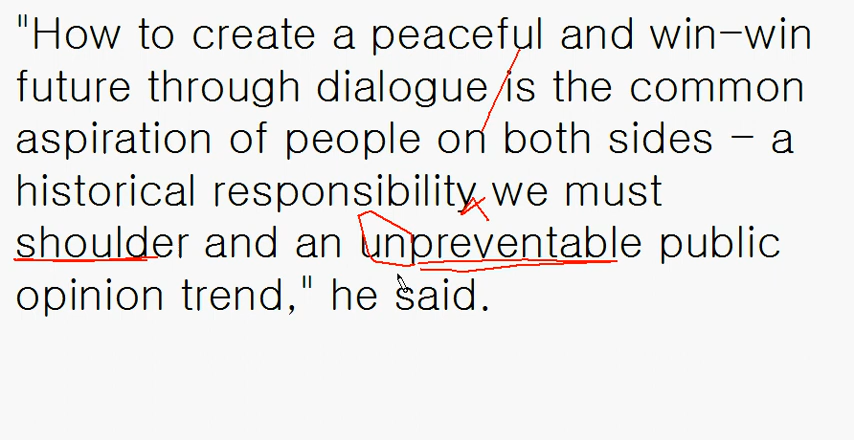 "How to create a peaceful and win-win
future through dialogue is the common
aspiration of people on both sides - a
historical responsibility we must
shoulder and an unpreventable public
opinion trend," he said.